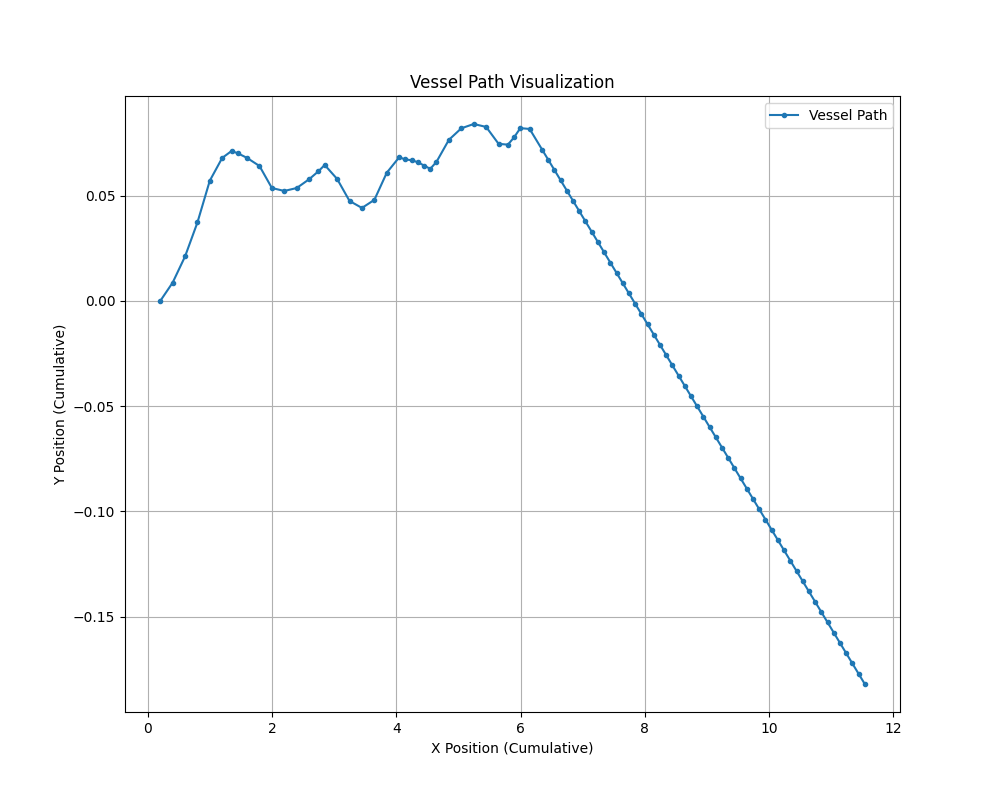 Vessel Path Visualization
Vessel Path
Y Position (Cumulative)
0.05
0.00
−0.05
−0.10
−0.15
0 2 4 6 8 10 12
X Position (Cumulative)